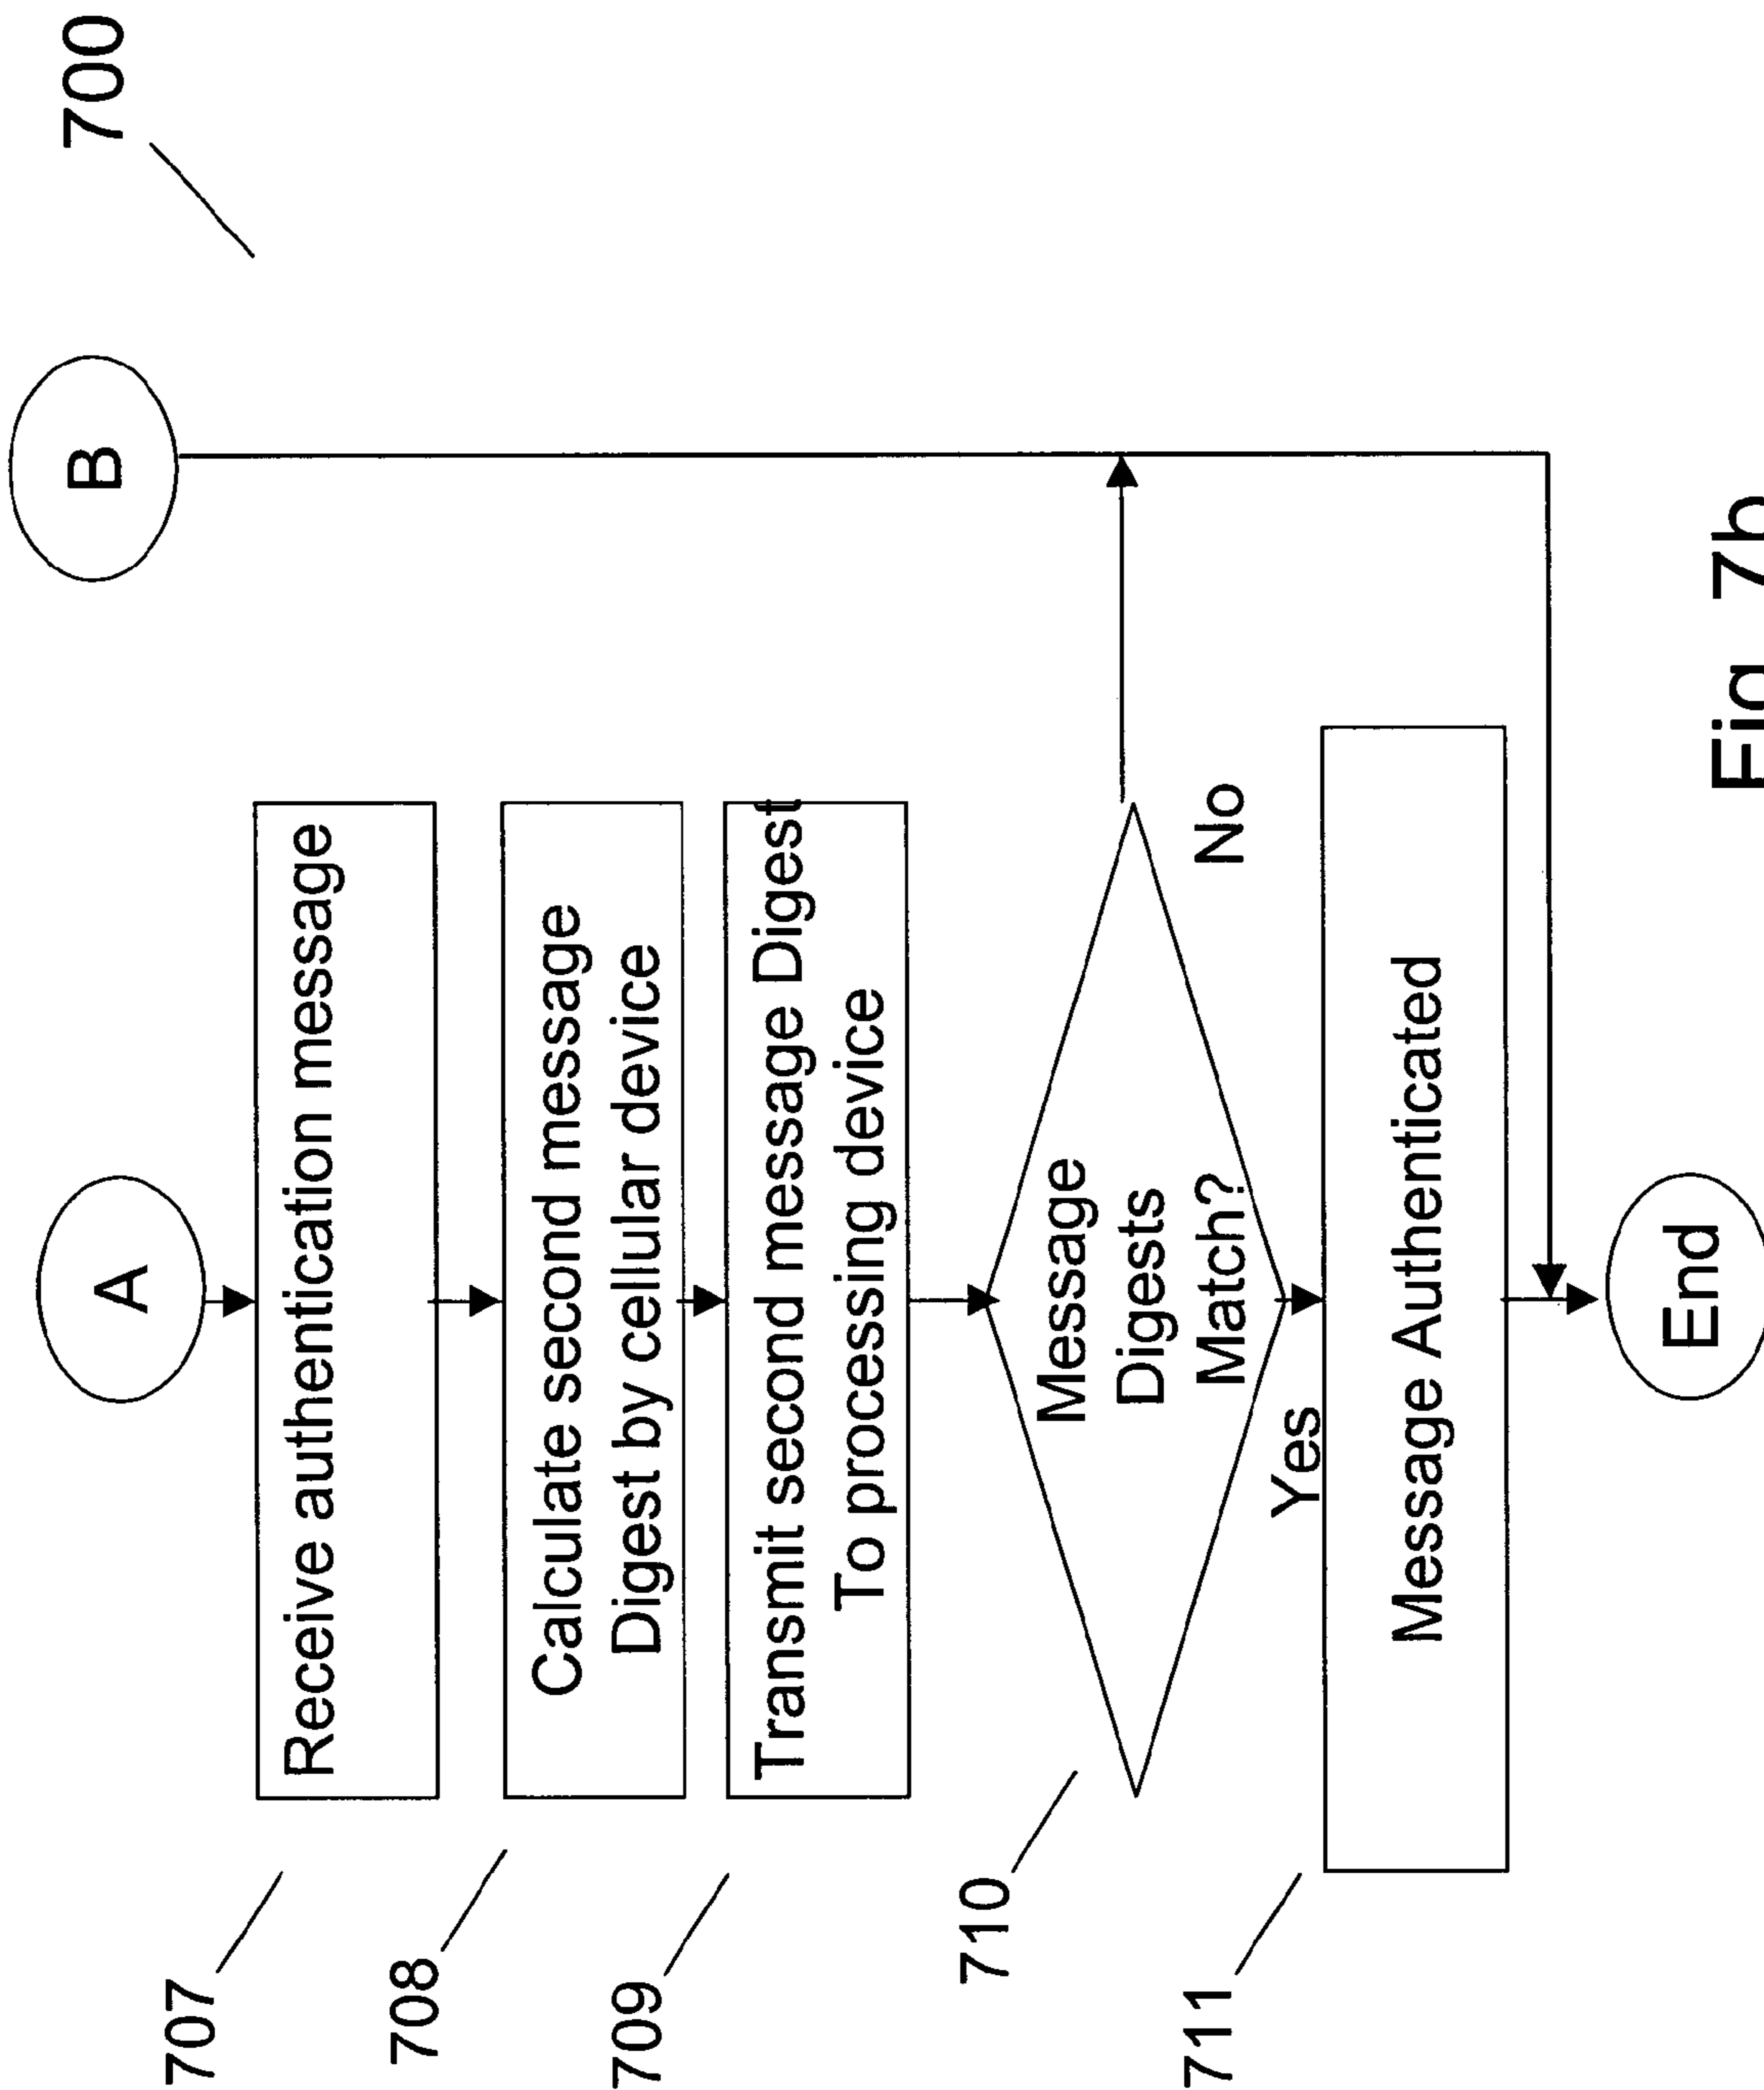 700
A
B
707
Receive authentication message
708
Calculate second message
Digest by cellular device
709
Transmit second message Digest
To processing device
710
Message
Digests
Match?
No
Yes
711
Message Authenticated
End
Fig. 7b